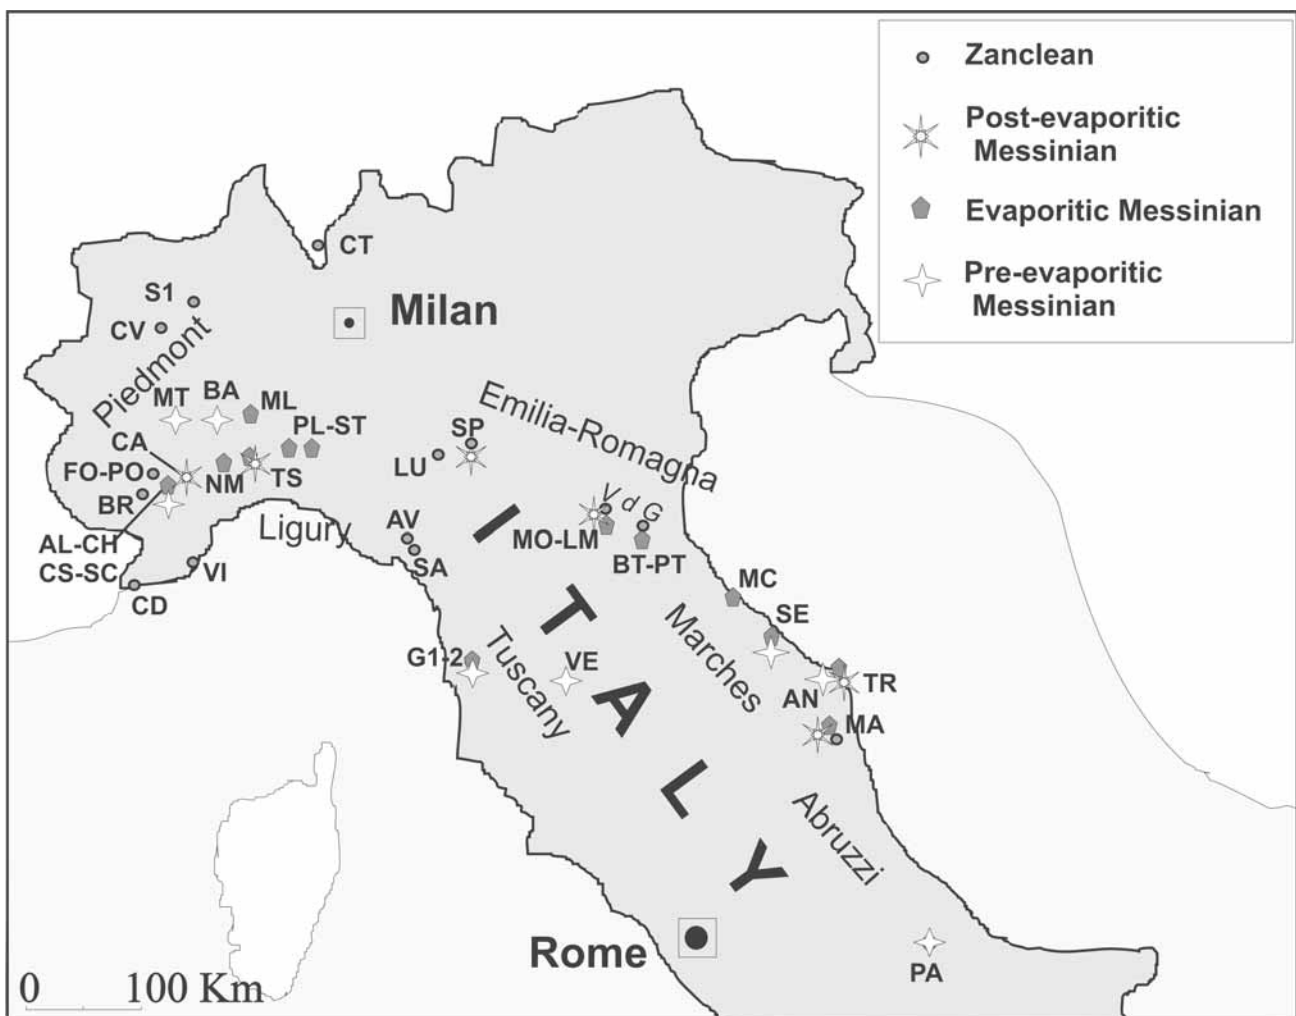 Zanclean
Post-evaporitic
Messinian
Evaporitic Messinian
Pre-evaporitic
Messinian
CT
S1
CV
Milan
Piedmont
MT
BA
ML
PL-ST
CA
FO-PO
BR
NM
TS
AL-CH
CS-SC
Ligury
VI
CD
SP
LU
Emilia-Romagna
V d G
AV
SA
MO-LM
BT-PT
MC
SE
Marches
G1-2
Tuscany
VE
AN
TR
MA
ITALY
Abruzzi
Rome
PA
0 100 Km